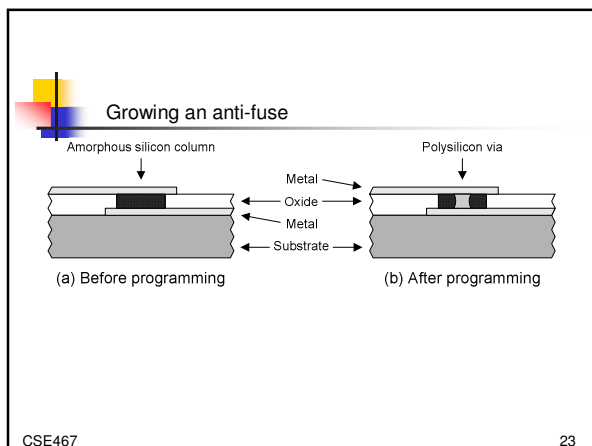 Growing an anti-fuse
Amorphous silicon column
Polysilicon via
Metal
Oxide
Metal
Substrate
(a) Before programming
(b) After programming
CSE467
23